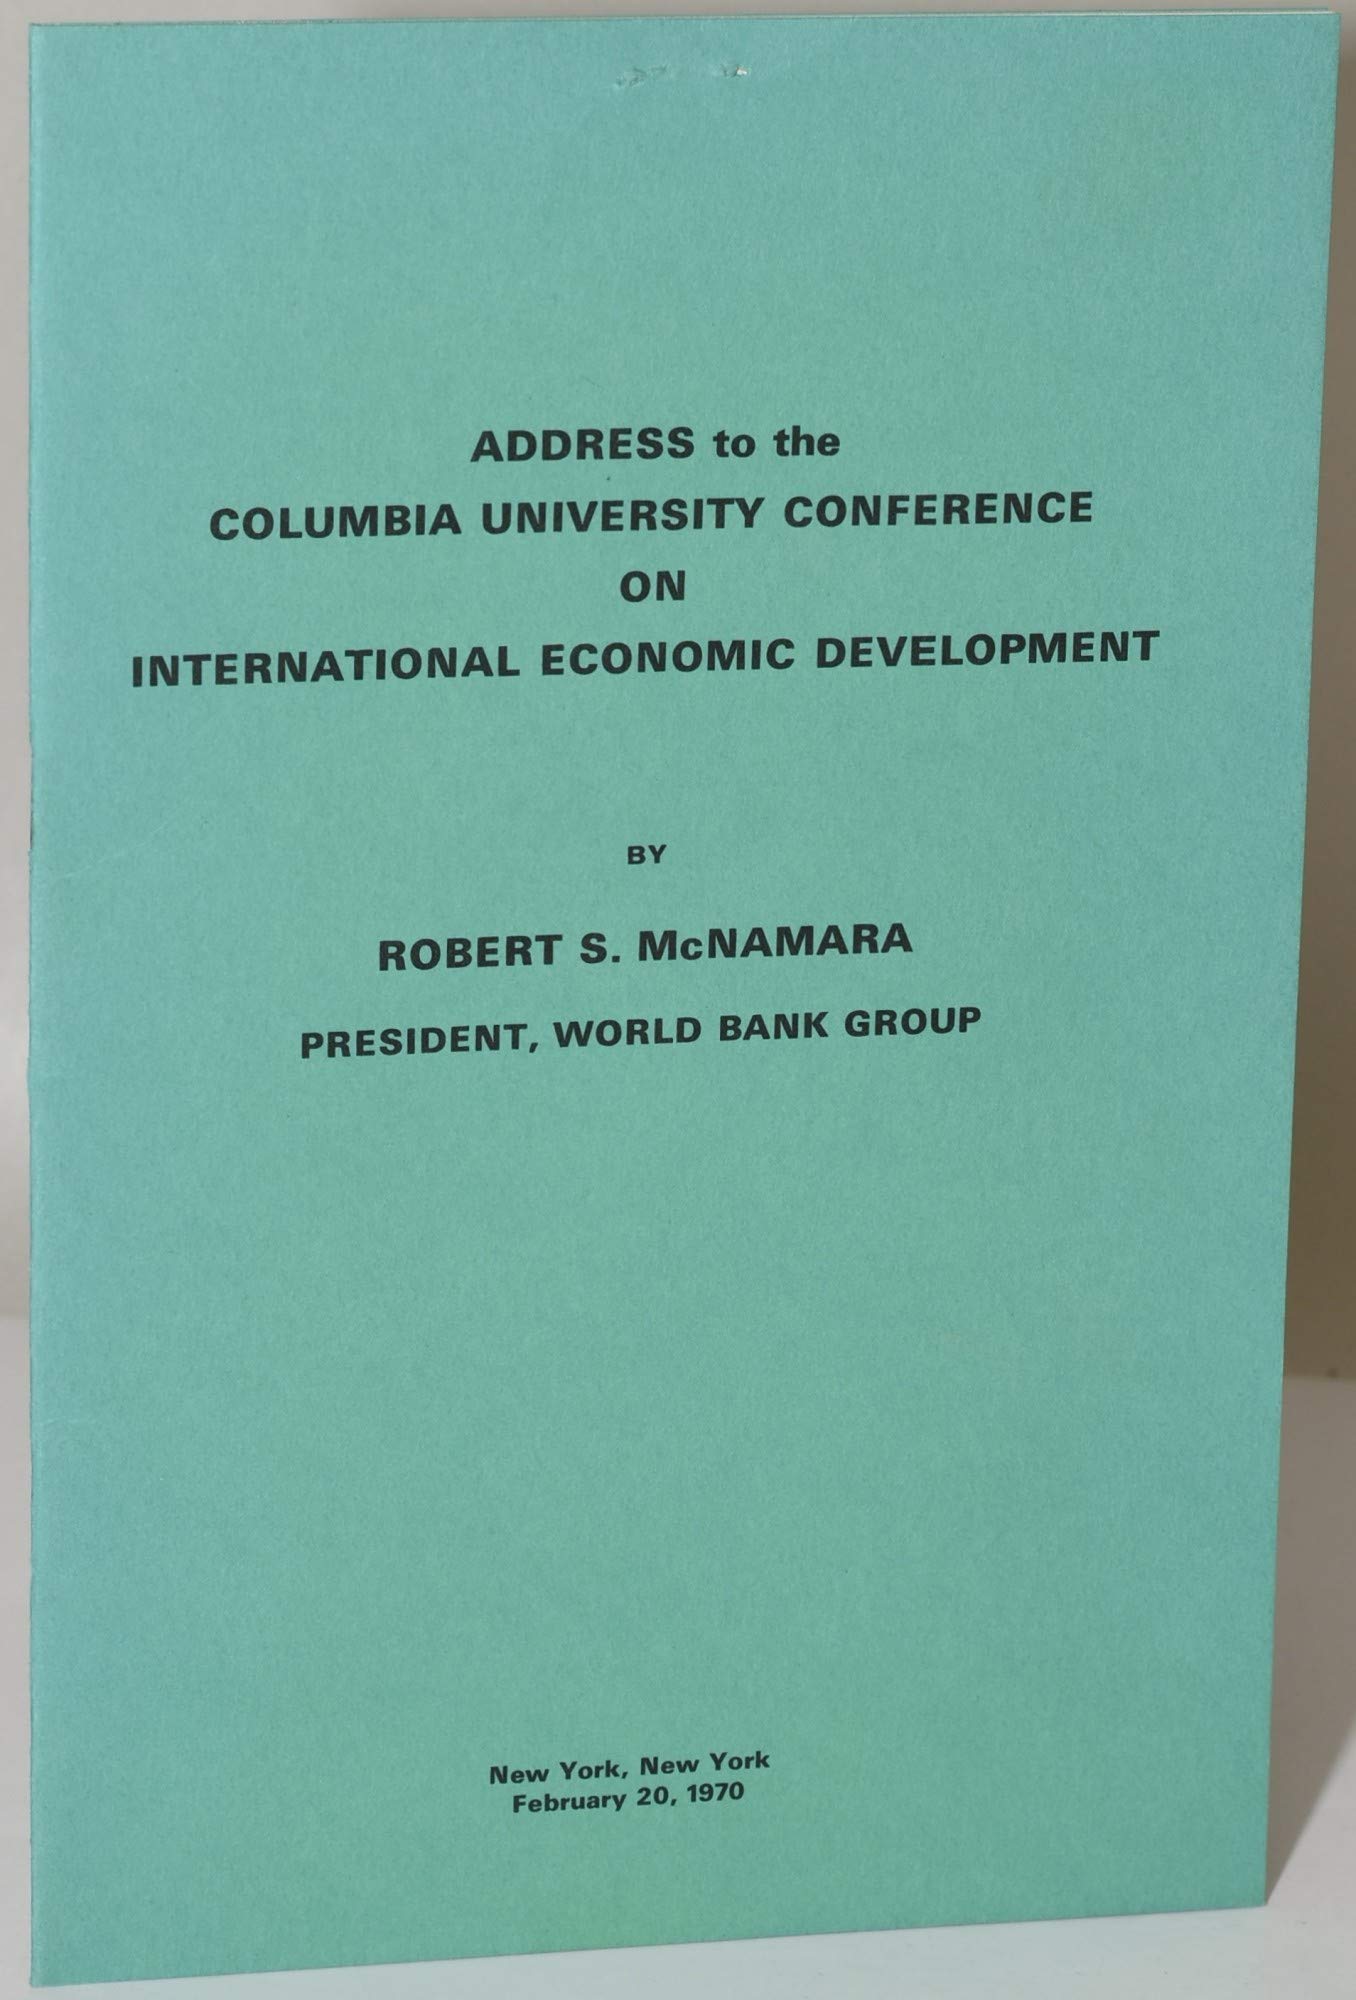 ADDRESS to the
COLUMBIA UNIVERSITY CONFERENCE
ON
INTERNATIONAL ECONOMIC DEVELOPMENT
BY
ROBERT S. McNAMARA
PRESIDENT, WORLD BANK GROUP
New York, New York
February 20, 1970